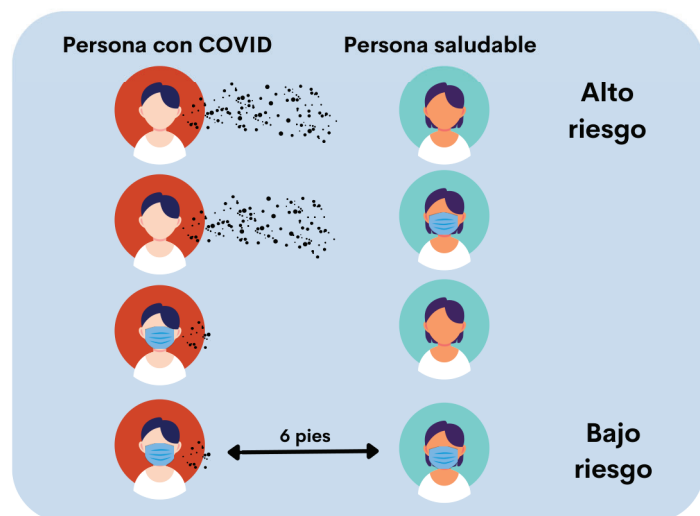 Persona con COVID
Persona saludable
Alto
riesgo
6 pies
Bajo
riesgo